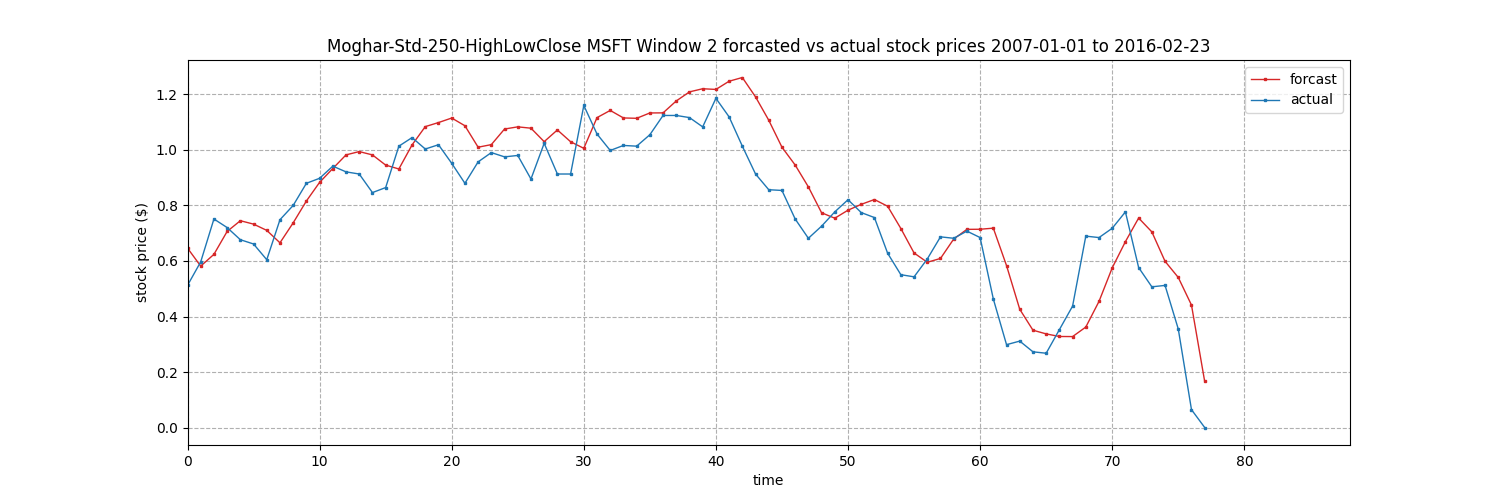 Moghar-Std-250-HighLowClose MSFT Window 2 forcasted vs actual stock prices 2007-01-01 to 2016-02-23
forcast
actual
stock price ($)
1.2
1.0
0.8
0.6
0.4
0.2
0.0
0 10 20 30 40 50 60 70 80
time